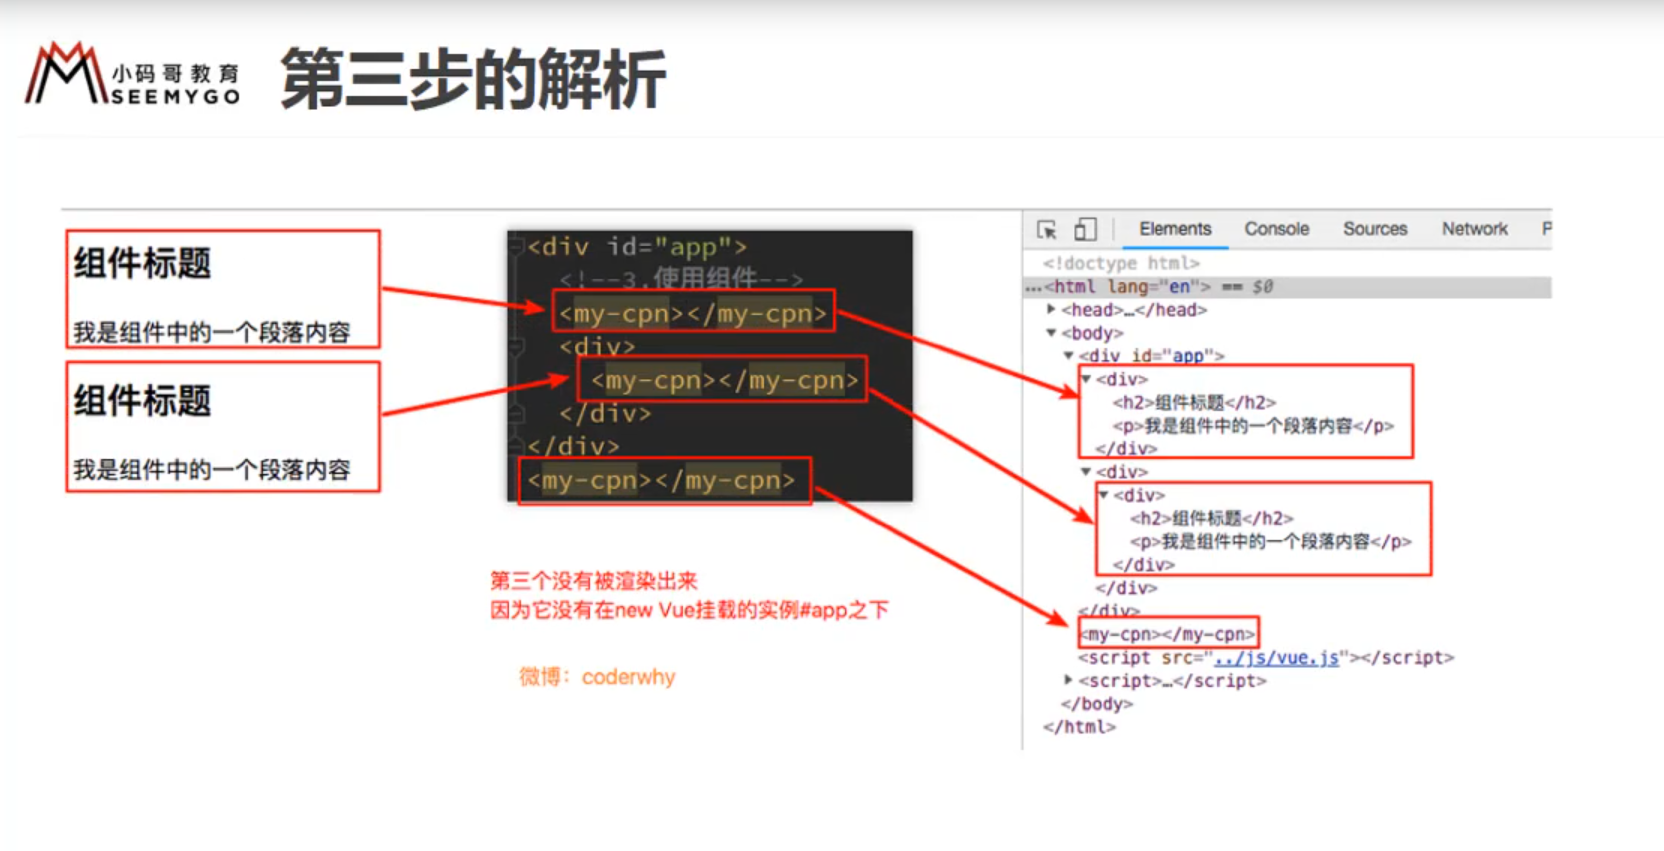 小码哥教育
SEEMYGO
第三步的解析
组件标题
我是组件中的一个段落内容
组件标题
我是组件中的一个段落内容
<div id="app">
<!--3.使用组件-->
<my-cpn></my-cpn>
<div>
<my-cpn></my-cpn>
</div>
</div>
<my-cpn></my-cpn>
第三个没有被渲染出来
因为它没有在new Vue挂载的实例#app之下
微博：coderwhy
Elements Console Sources Network P
<!doctype html>
…<html lang="en"> == $0
<head>…</head>
<body>
<div id="app">
<div>
<h2>组件标题</h2>
<p>我是组件中的一个段落内容</p>
</div>
<div>
<div>
<h2>组件标题</h2>
<p>我是组件中的一个段落内容</p>
</div>
</div>
</div>
<my-cpn></my-cpn>
<script src="../js/vue.js"></script>
<script>…</script>
</body>
</html>